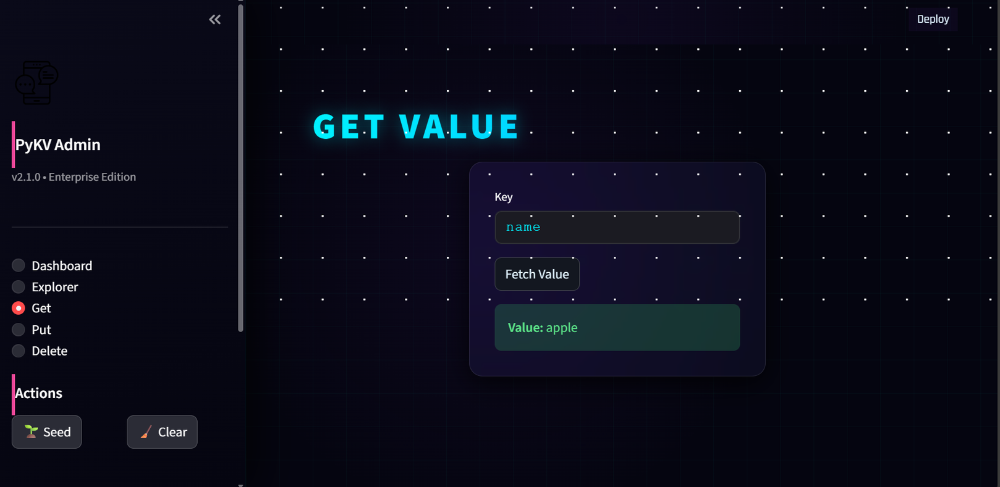 Deploy
PyKV Admin
v2.1.0 • Enterprise Edition
Dashboard
Explorer
Get
Put
Delete
Actions
Seed
Clear
GET VALUE
Key
name
Fetch Value
Value: apple